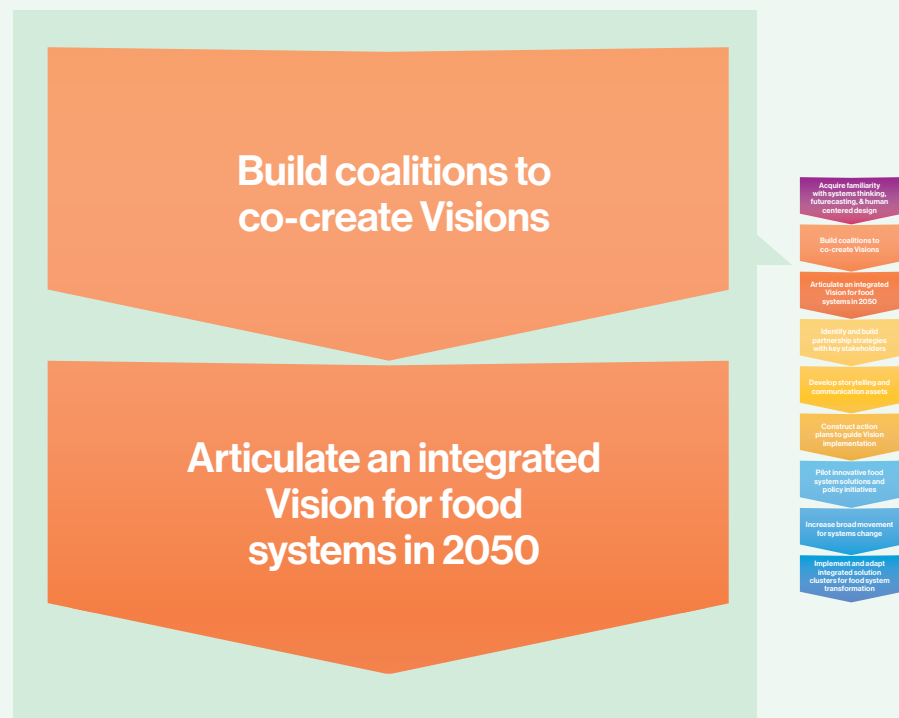 Build coalitions to
co-create Visions
Articulate an integrated
Vision for food
systems in 2050
Acquire familiarity
with systems thinking,
futurecasting, & human
centered design
Build coalitions to
co-create Visions
Articulate an integrated
Vision for food
systems in 2050
Identify and build
partnership strategies
with key stakeholders
Develop storytelling and
communication assets
Construct action
plans to guide Vision
implementation
Pilot innovative food
system solutions and
policy initiatives
Increase broad movement
for systems change
Implement and adapt
integrated solution
clusters for food system
transformation